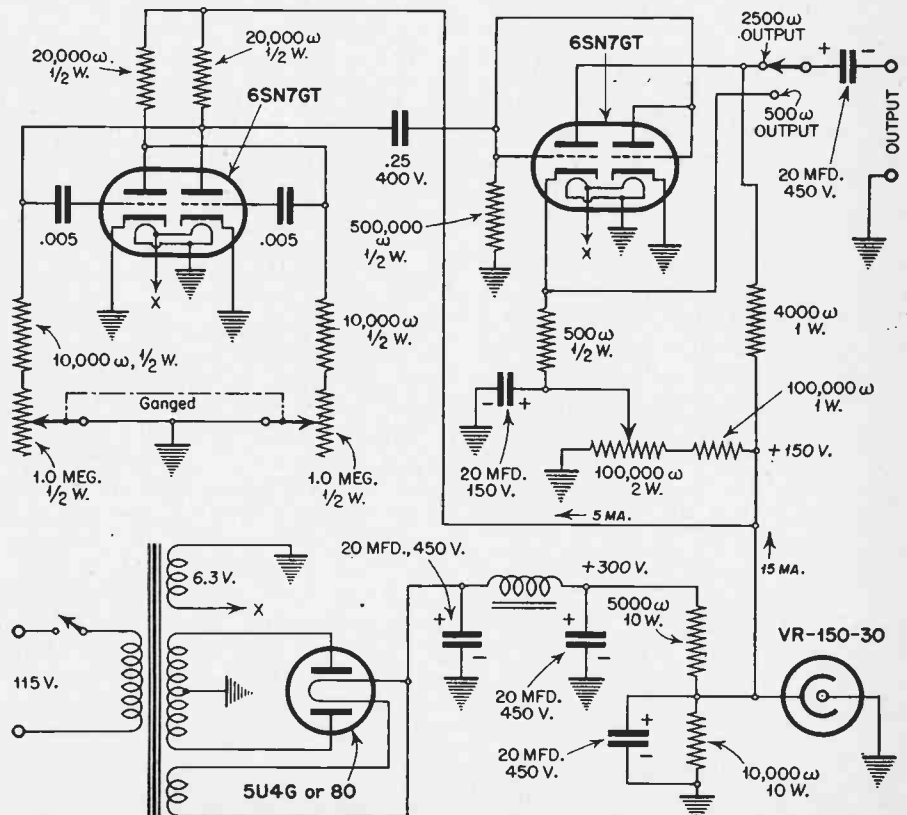 20,000ω
1/2 W.
20,000ω
1/2 W.
6SN7GT
6SN7GT
2500ω
OUTPUT
+ -
500ω
OUTPUT
20 MFD.
450 V.
OUTPUT
.25
400 V.
.005
.005
X
500,000
ω
1/2 W.
X
10,000ω, 1/2 W.
10,000ω
1/2 W.
500ω
1/2 W.
4000ω
1 W.
Ganged
1.0 MEG.
1/2 W.
1.0 MEG.
1/2 W.
- +
20 MFD.
150 V.
100,000ω
2 W.
100,000ω
1 W.
+150 V.
5 MA.
15 MA.
115 V.
6.3 V.
X
5U4G or 80
20 MFD., 450 V.
+
-
+300 V.
+
-
20 MFD.
450 V.
5000ω
10 W.
VR-150-30
+
-
20 MFD.
450 V.
10,000ω
10 W.